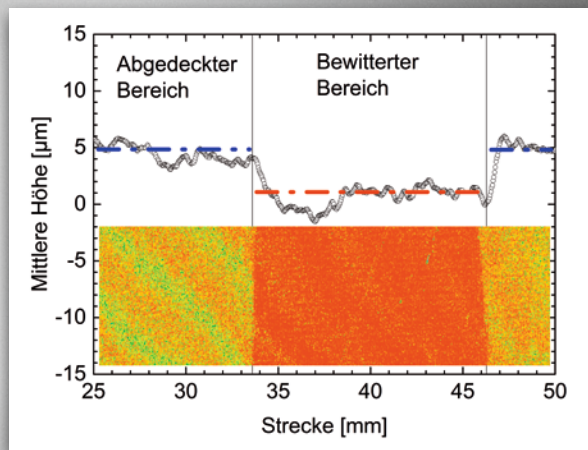 15
10
5
0
-5
-10
-15
Mittlere Höhe [µm]
Abgedeckter
Bereich
Bewitterter
Bereich
25
30
35
40
45
50
Strecke [mm]